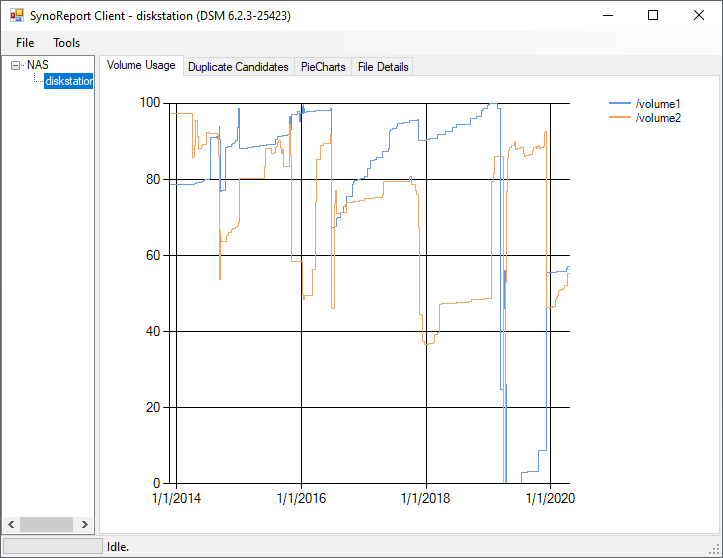 SynoReport Client - diskstation (DSM 6.2.3-25423)
File Tools
NAS
diskstation
Volume Usage Duplicate Candidates PieCharts File Details
/volume1
/volume2
100
80
60
40
20
0
1/1/2014 1/1/2016 1/1/2018 1/1/2020
Idle.